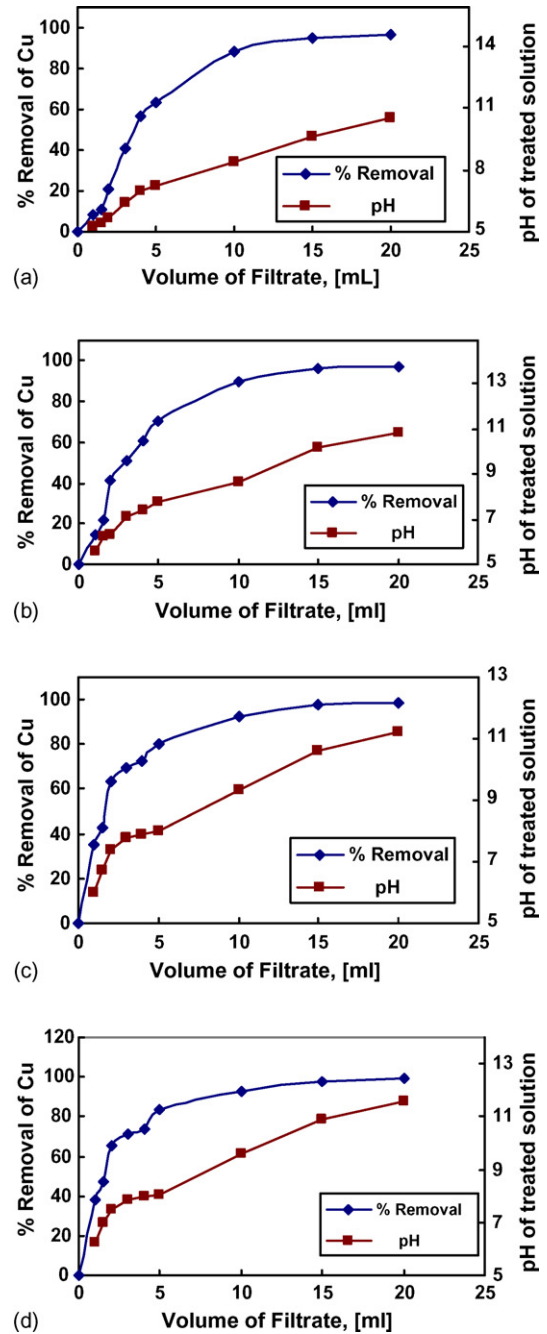 100
80
60
40
20
0
% Removal of Cu
14
11
8
5
pH of treated solution
% Removal
pH
0 5 10 15 20 25
Volume of Filtrate, [mL]
(a)
100
80
60
40
20
0
% Removal of Cu
13
11
9
7
5
pH of treated solution
% Removal
pH
0 5 10 15 20 25
Volume of Filtrate, [ml]
(b)
100
80
60
40
20
0
% Removal of Cu
13
11
9
7
5
pH of treated solution
% Removal
pH
0 5 10 15 20 25
Volume of Filtrate, [ml]
(c)
120
100
80
60
40
20
0
% Removal of Cu
13
11
9
7
5
pH of treated solution
% Removal
pH
0 5 10 15 20 25
Volume of Filtrate, [ml]
(d)